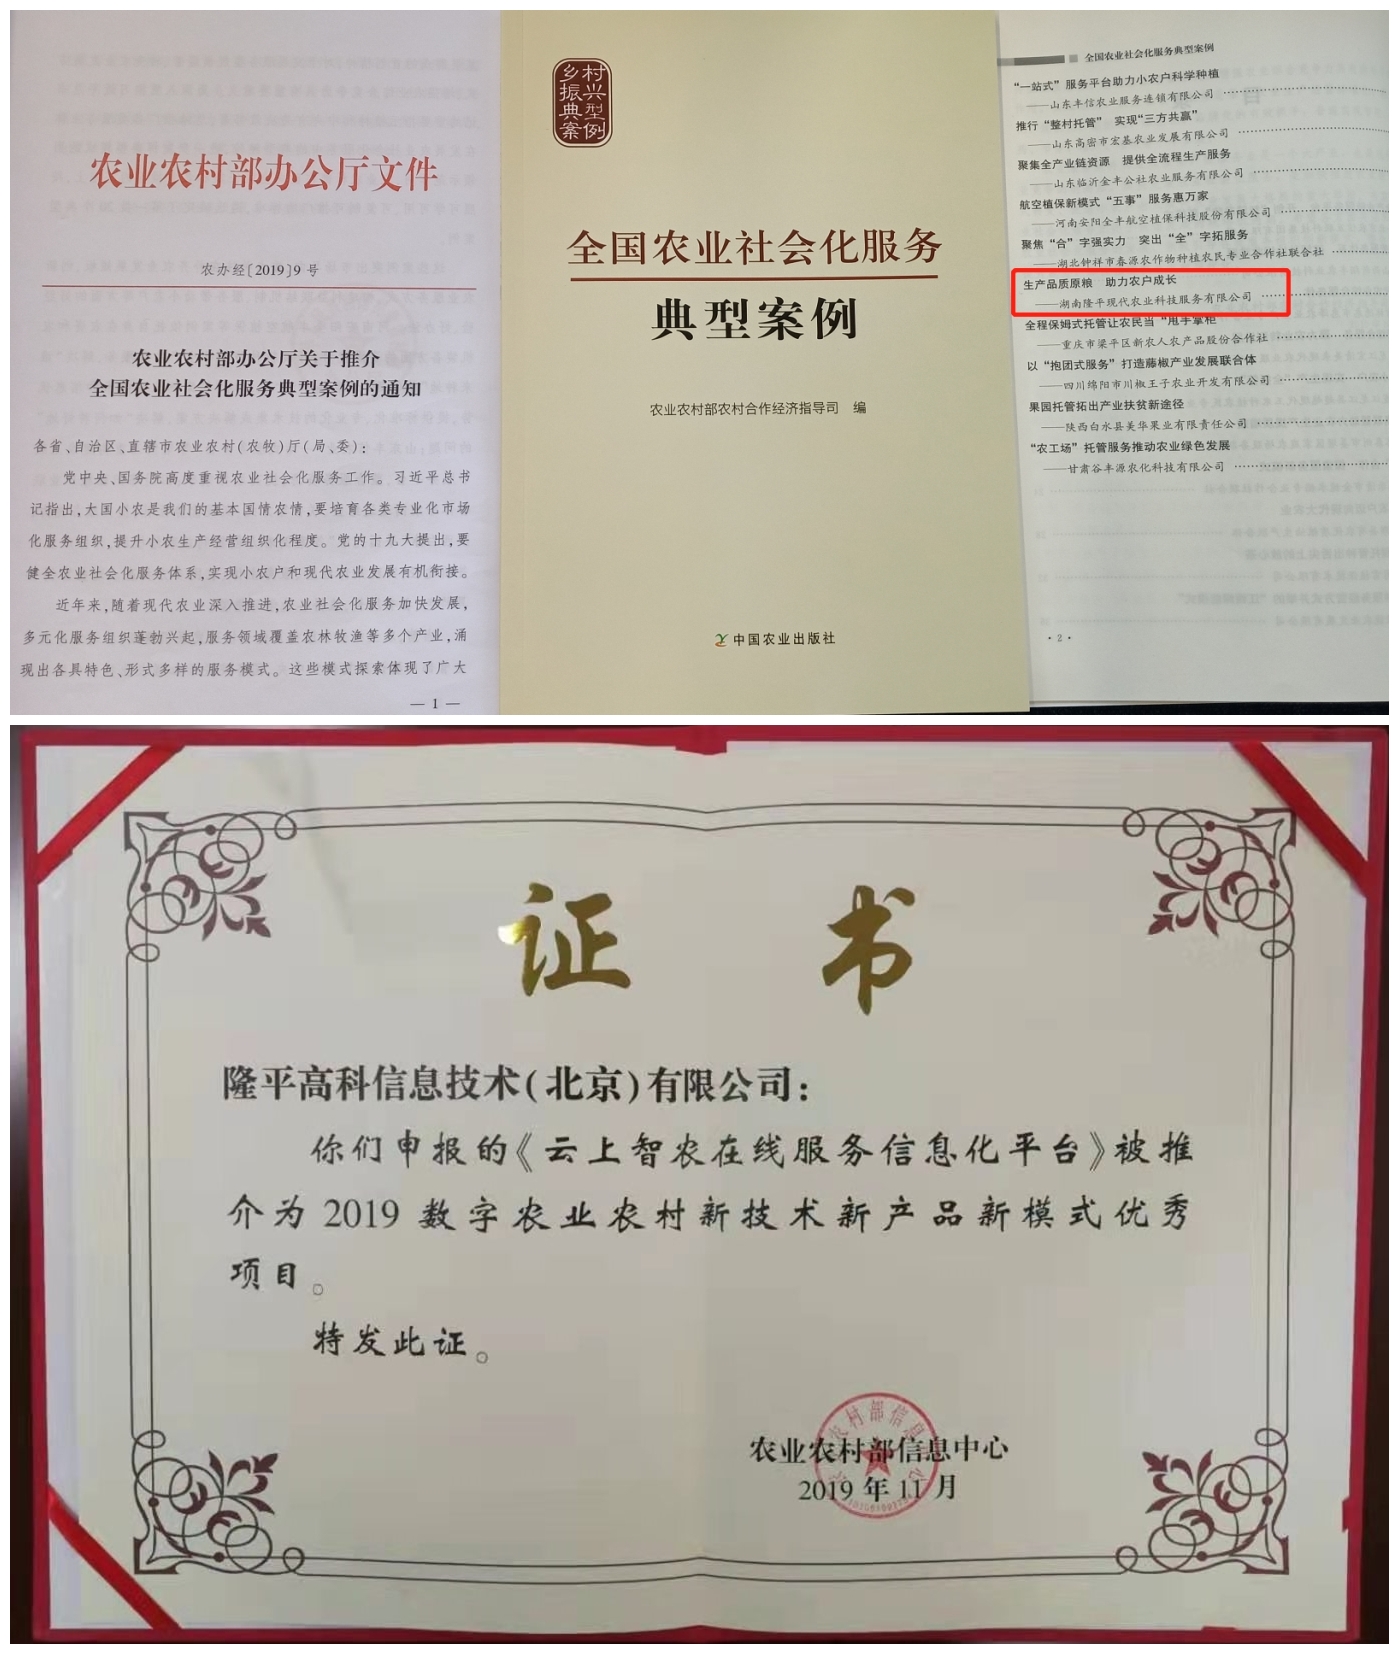 农业农村部办公厅文件
农办经〔2019〕9号
农业农村部办公厅关于推介
全国农业社会化服务典型案例的通知
各省、自治区、直辖市农业农村(农牧)厅(局、委):
党中央、国务院高度重视农业社会化服务工作。习近平总书
记指出,大国小农是我们的基本国情农情,要培育各类专业化市场
化服务组织,提升小农生产经营组织化程度。党的十九大提出,要
健全农业社会化服务体系,实现小农户和现代农业发展有机衔接。
近年来,随着现代农业深入推进,农业社会化服务加快发展,
多元化服务组织蓬勃兴起,服务领域覆盖农林牧渔等多个产业,涌
现出各具特色、形式多样的服务模式。这些模式探索体现了广大
— 1 —
乡村
振兴
典型
案例
全国农业社会化服务
典型案例
农业农村部农村合作经济指导司 编
中国农业出版社
全国农业社会化服务典型案例
“一站式”服务平台助力小农户科学种植
——山东丰信农业服务连锁有限公司
推行“整村托管” 实现“三方共赢”
——山东高密市宏基农业发展有限公司
聚集全产业链资源 提供全流程生产服务
——山东临沂金丰公社农业服务有限公司
航空植保新模式 “五事”服务惠万家
——河南安阳全丰航空植保科技股份有限公司
聚焦“合”字强实力 突出“全”字拓服务
——湖北钟祥市春源农作物种植农民专业合作社联合社
生产品质原粮 助力农户成长
——湖南隆平现代农业科技服务有限公司
全程保姆式托管让农民当“甩手掌柜”
——重庆市梁平区新农人农产品股份合作社
以“抱团式服务”打造藤椒产业发展联合体
——四川绵阳市川椒王子农业开发有限公司
果园托管拓出产业扶贫新途径
——陕西白水县美华果业有限责任公司
“农工场”托管服务推动农业绿色发展
——甘肃谷丰源农化科技有限公司
· 2 ·
证书
隆平高科信息技术(北京)有限公司:
你们申报的《云上智农在线服务信息化平台》被推
介为2019数字农业农村新技术新产品新模式优秀
项目。
特发此证。
农业农村部信息中心
2019年11月